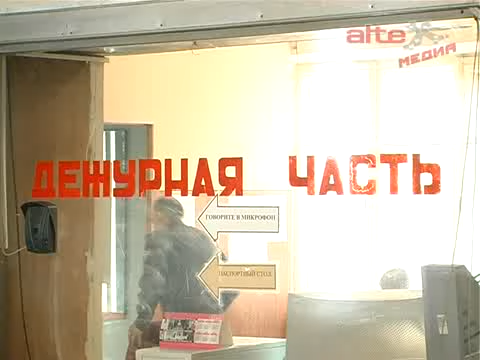 alte
МЕДИА
ДЕЖУРНАЯ ЧАСТЬ
ГОВОРИТЕ В МИКРОФОН
ПАСПОРТНЫЙ СТОЛ